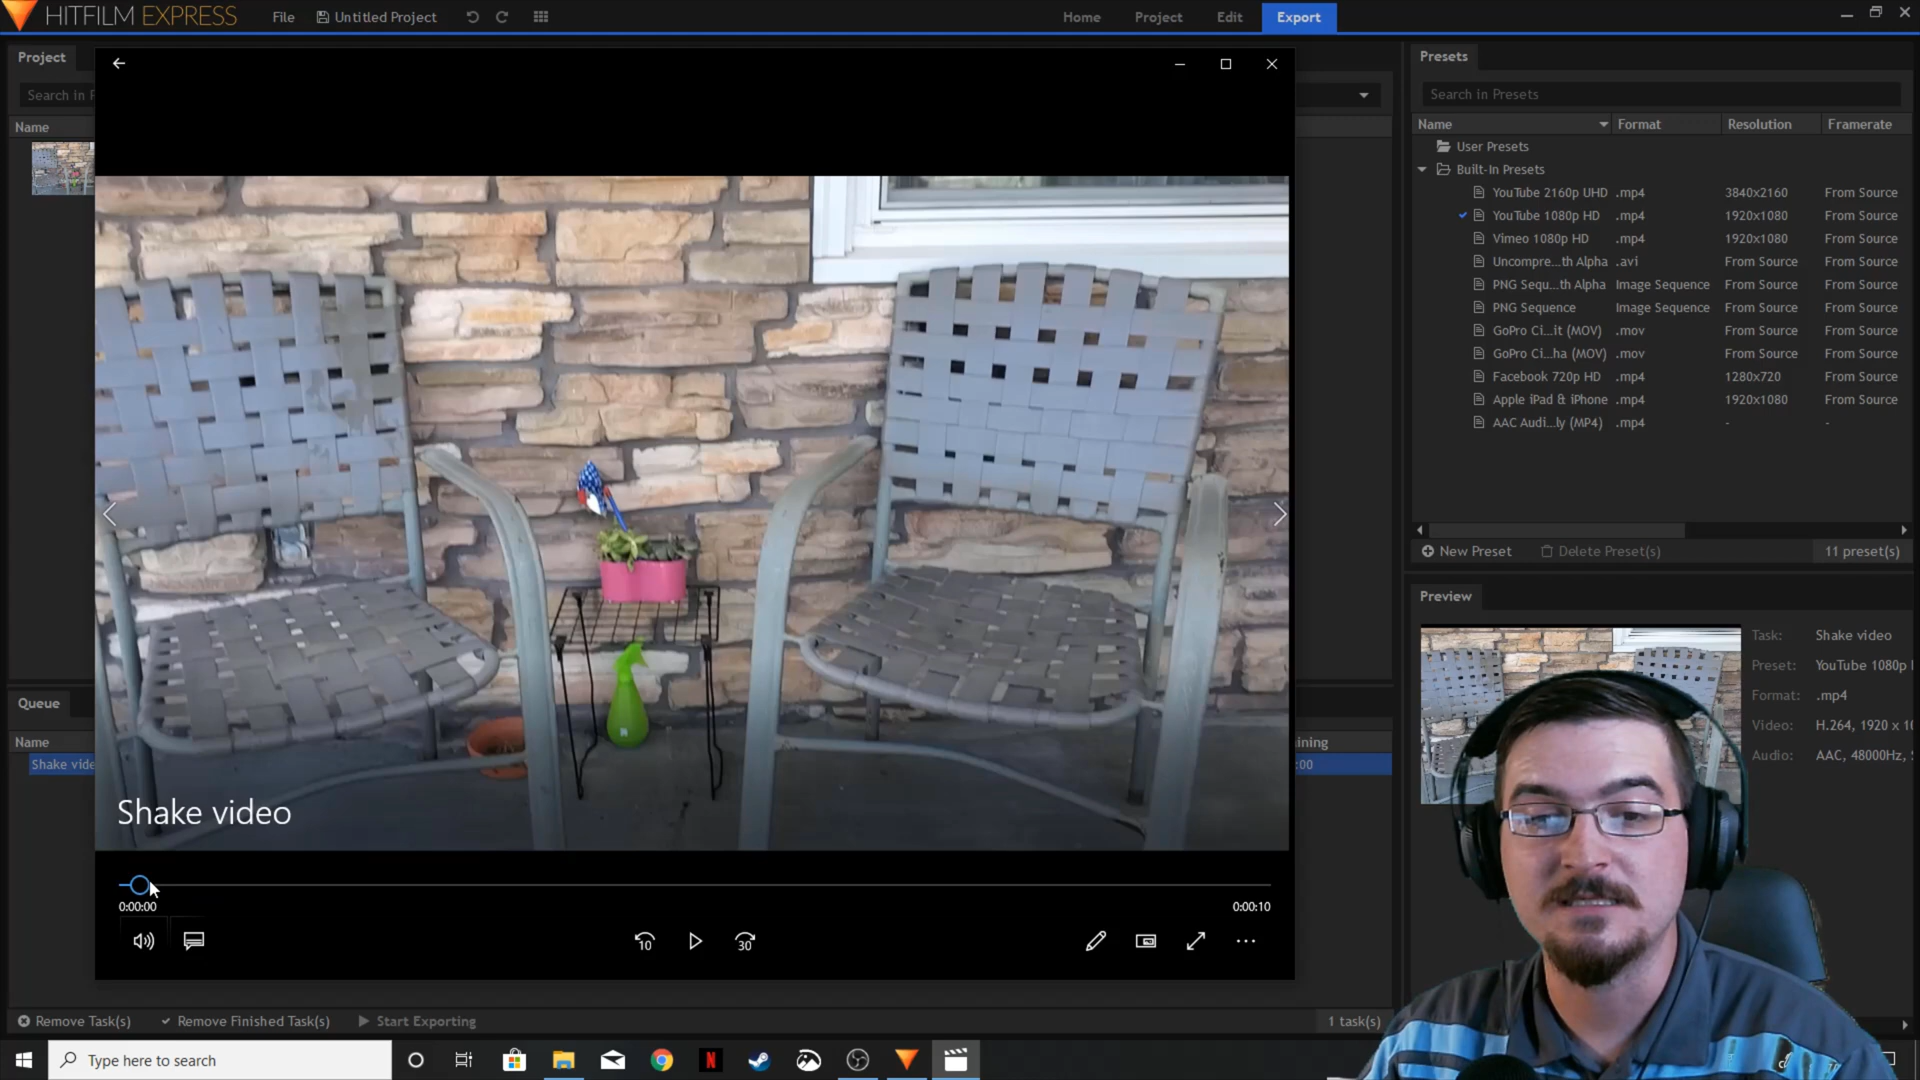 HITFILM EXPRESS File Untitled Project Home Project Edit Export
Project
Search in
Name
Shake video
0:00:00 0:00:10
10 30
Queue
Name
Shake vide
ining
:00
Remove Task(s) Remove Finished Task(s) Start Exporting 1 task(s)
Presets
Search in Presets
Name Format Resolution Framerate
User Presets
Built-In Presets
YouTube 2160p UHD .mp4 3840x2160 From Source
YouTube 1080p HD .mp4 1920x1080 From Source
Vimeo 1080p HD .mp4 1920x1080 From Source
Uncompre...th Alpha .avi From Source From Source
PNG Sequ...th Alpha Image Sequence From Source From Source
PNG Sequence Image Sequence From Source From Source
GoPro Ci...it (MOV) .mov From Source From Source
GoPro Ci...ha (MOV) .mov From Source From Source
Facebook 720p HD .mp4 1280x720 From Source
Apple iPad & iPhone .mp4 1920x1080 From Source
AAC Audi...ly (MP4) .mp4 - -
New Preset Delete Preset(s) 11 preset(s)
Preview
Task: Shake video
Preset: YouTube 1080p
Format: .mp4
Video: H.264, 1920 x 10
Audio: AAC, 48000Hz,
Type here to search